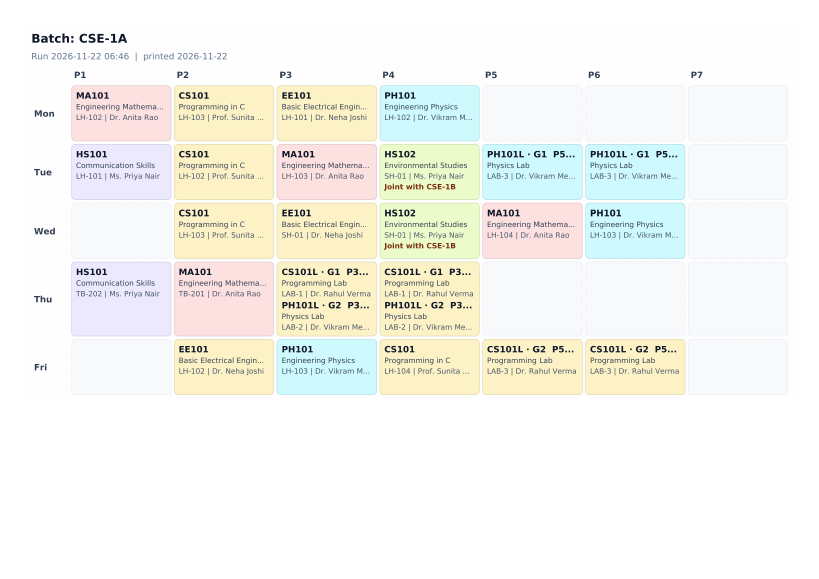 Batch: CSE-1A
Run 2026-11-22 06:46  |  printed 2026-11-22
P1 P2 P3 P4 P5 P6 P7
Mon
MA101
Engineering Mathema...
LH-102 | Dr. Anita Rao
CS101
Programming in C
LH-103 | Prof. Sunita ...
EE101
Basic Electrical Engin...
LH-101 | Dr. Neha Joshi
PH101
Engineering Physics
LH-102 | Dr. Vikram M...
Tue
HS101
Communication Skills
LH-101 | Ms. Priya Nair
CS101
Programming in C
LH-102 | Prof. Sunita ...
MA101
Engineering Mathema...
LH-103 | Dr. Anita Rao
HS102
Environmental Studies
SH-01 | Ms. Priya Nair
Joint with CSE-1B
PH101L · G1  P5...
Physics Lab
LAB-3 | Dr. Vikram Me...
PH101L · G1  P5...
Physics Lab
LAB-3 | Dr. Vikram Me...
Wed
CS101
Programming in C
LH-103 | Prof. Sunita ...
EE101
Basic Electrical Engin...
SH-01 | Dr. Neha Joshi
HS102
Environmental Studies
SH-01 | Ms. Priya Nair
Joint with CSE-1B
MA101
Engineering Mathema...
LH-104 | Dr. Anita Rao
PH101
Engineering Physics
LH-103 | Dr. Vikram M...
Thu
HS101
Communication Skills
TB-202 | Ms. Priya Nair
MA101
Engineering Mathema...
TB-201 | Dr. Anita Rao
CS101L · G1  P3...
Programming Lab
LAB-1 | Dr. Rahul Verma
PH101L · G2  P3...
Physics Lab
LAB-2 | Dr. Vikram Me...
CS101L · G1  P3...
Programming Lab
LAB-1 | Dr. Rahul Verma
PH101L · G2  P3...
Physics Lab
LAB-2 | Dr. Vikram Me...
Fri
EE101
Basic Electrical Engin...
LH-102 | Dr. Neha Joshi
PH101
Engineering Physics
LH-103 | Dr. Vikram M...
CS101
Programming in C
LH-104 | Prof. Sunita ...
CS101L · G2  P5...
Programming Lab
LAB-3 | Dr. Rahul Verma
CS101L · G2  P5...
Programming Lab
LAB-3 | Dr. Rahul Verma